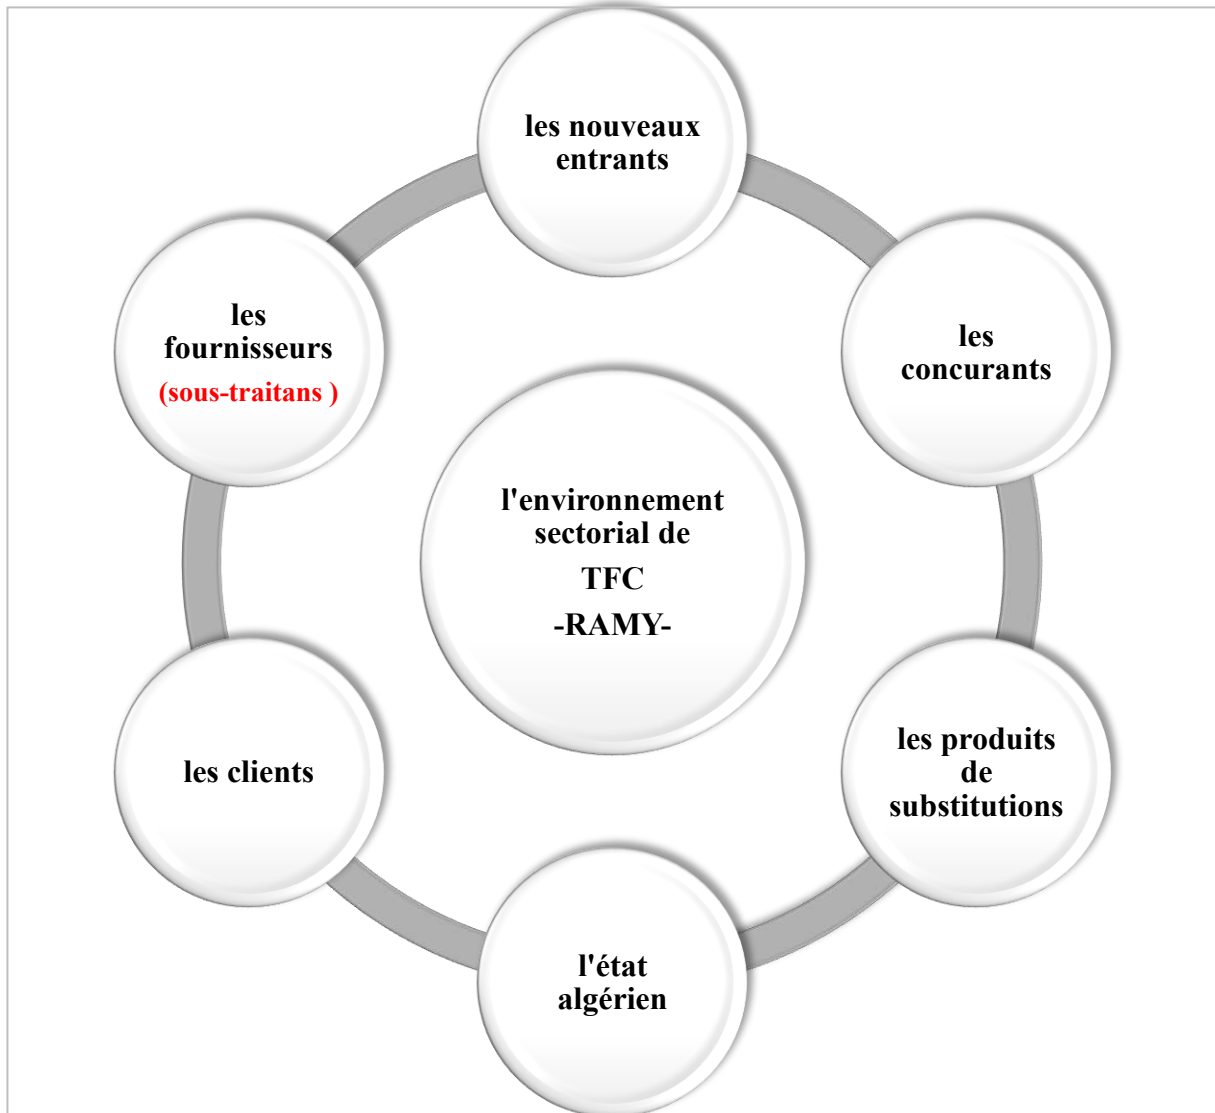 les nouveaux
entrants
les
fournisseurs
(sous-traitans )
les
concurants
l'environnement
sectorial de
TFC
-RAMY-
les clients
les produits
de
substitutions
l'état
algérien